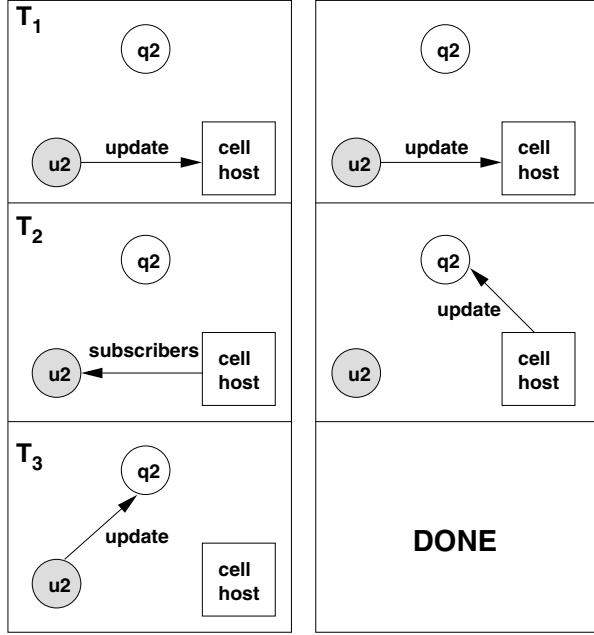 T1
q2
u2
update
cell
host
q2
u2
update
cell
host
T2
q2
u2
subscribers
cell
host
q2
update
u2
cell
host
T3
q2
update
u2
cell
host
DONE